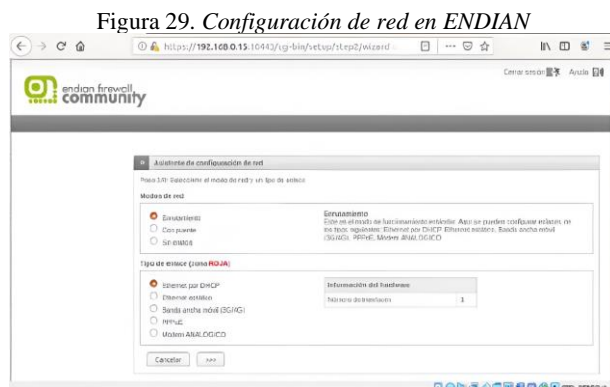 Figura 29. Configuración de red en ENDIAN
https://192.168.0.15:10443/cgi-bin/setup/step2/wizard
Cerrar sesión Ayuda
endian firewall
community
Asistente de configuración de red
Paso 1/8: Seleccione el modo de red y un tipo de enlace
Modos de red
Enrutamiento
Con puente
Sin enlace
Enrutamiento
Este es el modo de funcionamiento estándar. Aquí se pueden configurar enlaces de
los tipos siguientes: Ethernet por DHCP, Ethernet estático, Banda ancha móvil
(3G/4G), PPPoE, Módem ANALÓGICO
Tipo de enlace (zona ROJA)
Ethernet por DHCP
Ethernet estático
Banda ancha móvil (3G/4G)
PPPoE
Módem ANALOGICO
Información del hardware
Número de interfaces 3
Cancelar >>>